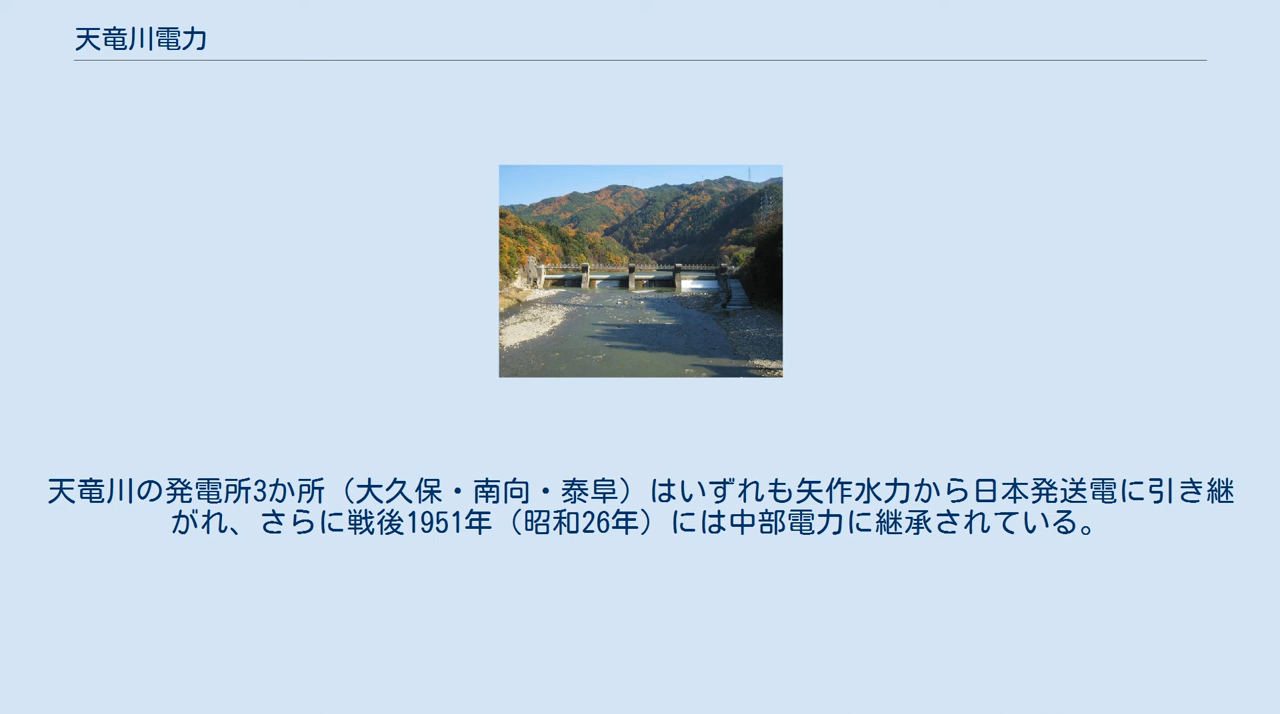 天竜川電力
天竜川の発電所3か所（大久保・南向・泰阜）はいずれも矢作水力から日本発送電に引き継
がれ、さらに戦後1951年（昭和26年）には中部電力に継承されている。